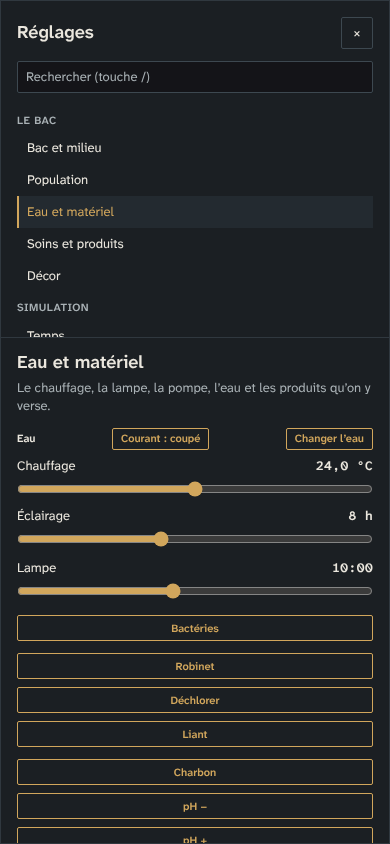 Réglages
×
Rechercher (touche /)
LE BAC
Bac et milieu
Population
Eau et matériel
Soins et produits
Décor
SIMULATION
Temps
Eau et matériel
Le chauffage, la lampe, la pompe, l'eau et les produits qu'on y
verse.
Eau
Courant : coupé
Changer l'eau
Chauffage
24,0 °C
Éclairage
8 h
Lampe
10:00
Bactéries
Robinet
Déchlorer
Liant
Charbon
pH −
pH +